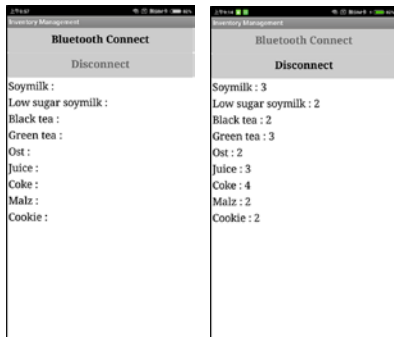 Inventory Management
Bluetooth Connect
Disconnect
Soymilk :
Low sugar soymilk :
Black tea :
Green tea :
Ost :
Juice :
Coke :
Malz :
Cookie :
Inventory Management
Bluetooth Connect
Disconnect
Soymilk : 3
Low sugar soymilk : 2
Black tea : 2
Green tea : 3
Ost : 2
Juice : 3
Coke : 4
Malz : 2
Cookie : 2